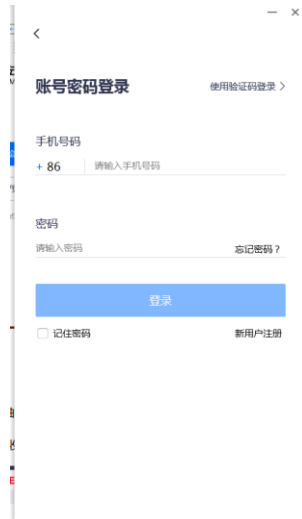 账号密码登录
使用验证码登录
手机号码
+ 86 请输入手机号码
密码
请输入密码
忘记密码？
登录
记住密码
新用户注册